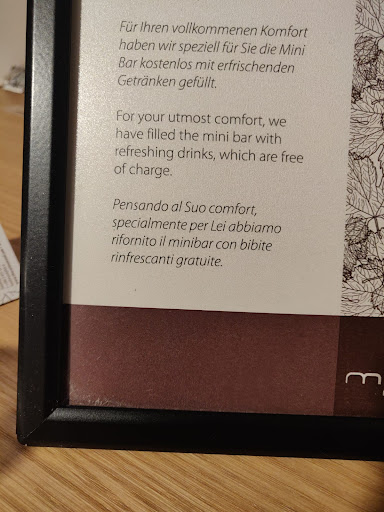 Für Ihren vollkommenen Komfort
haben wir speziell für Sie die Mini
Bar kostenlos mit erfrischenden
Getränken gefüllt.
For your utmost comfort, we
have filled the mini bar with
refreshing drinks, which are free
of charge.
Pensando al Suo comfort,
specialmente per Lei abbiamo
rifornito il minibar con bibite
rinfrescanti gratuite.